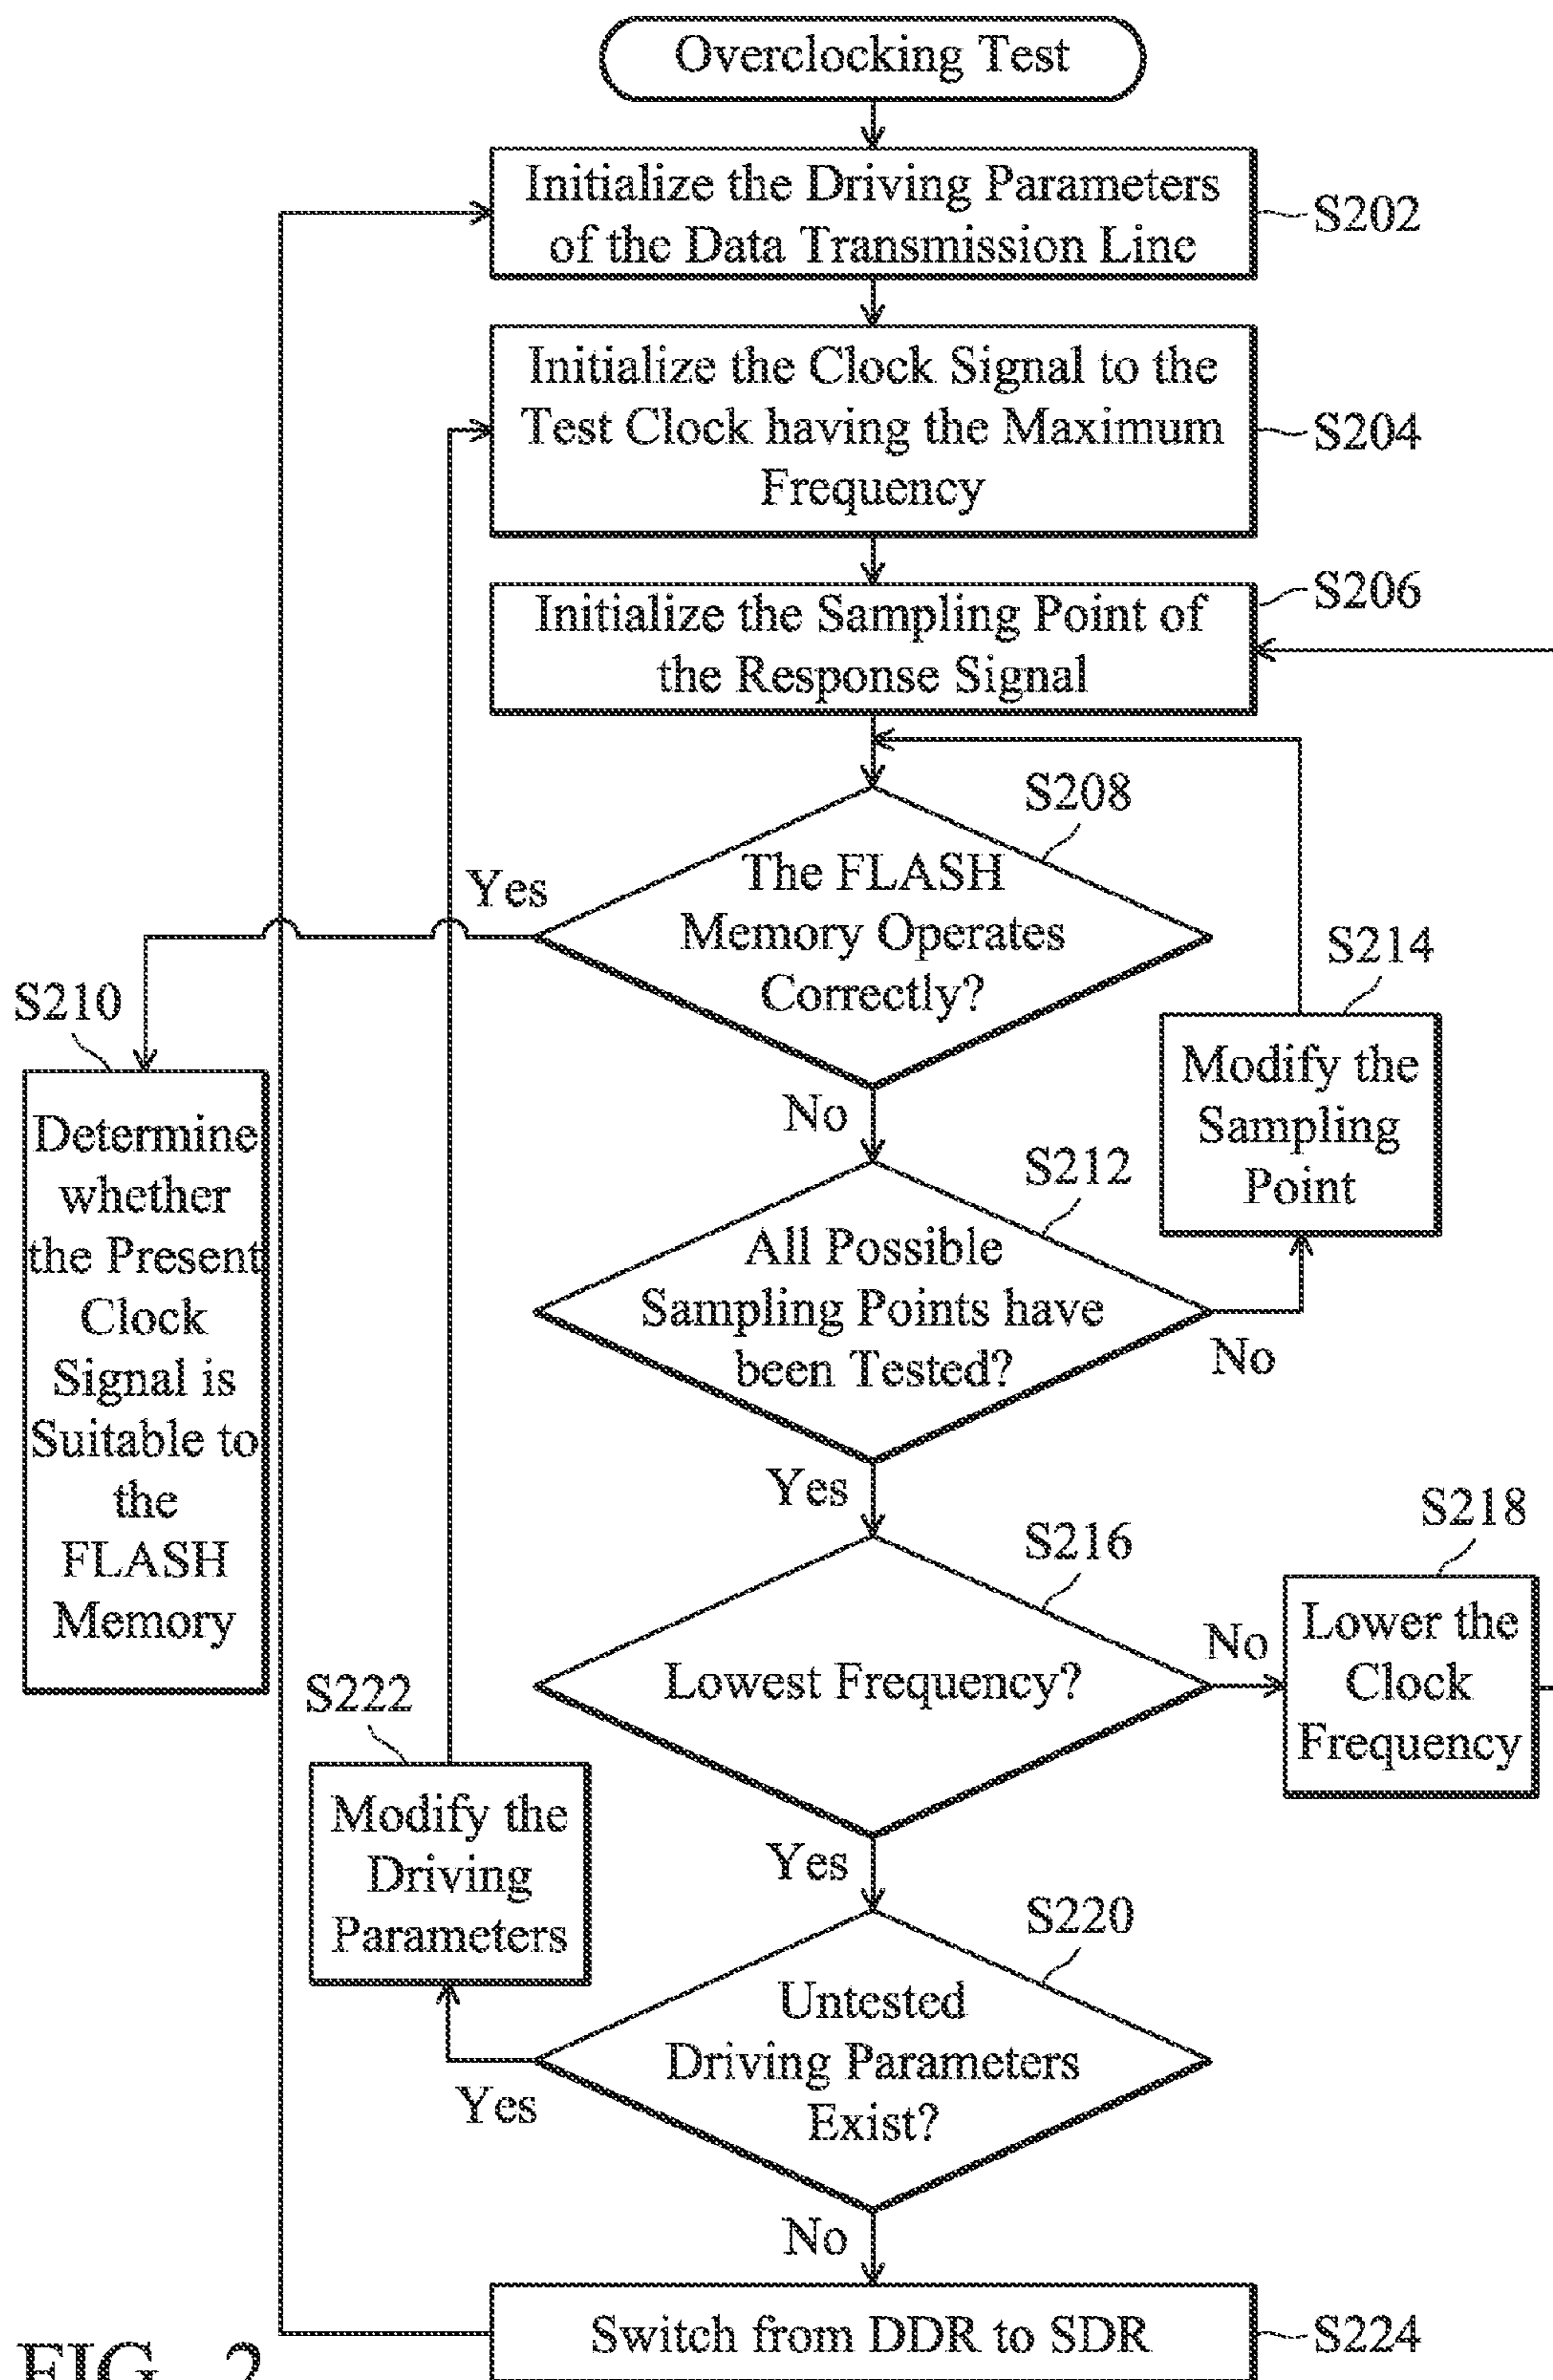 Overclocking Test
Initialize the Driving Parameters
of the Data Transmission Line
S202
Initialize the Clock Signal to the
Test Clock having the Maximum
Frequency
S204
Initialize the Sampling Point of
the Response Signal
S206
S208
The FLASH
Memory Operates
Correctly?
Yes
No
S210
Determine
whether
the Present
Clock
Signal is
Suitable to
the
FLASH
Memory
S214
Modify the
Sampling
Point
S212
All Possible
Sampling Points have
been Tested?
No
Yes
S216
Lowest Frequency?
No
S218
Lower the
Clock
Frequency
Yes
S222
Modify the
Driving
Parameters
S220
Untested
Driving Parameters
Exist?
Yes
No
Switch from DDR to SDR
S224
FIG. 2